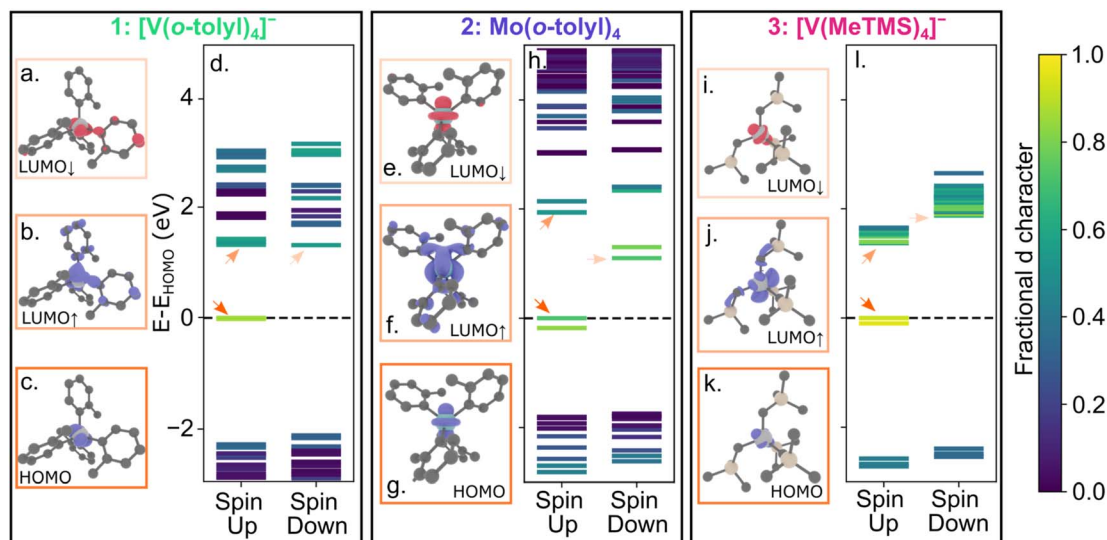 1: [V(o-tolyl)₄]⁻
2: Mo(o-tolyl)₄
3: [V(MeTMS)₄]⁻
a.
LUMO↓
b.
LUMO↑
c.
HOMO
d.
E-E_HOMO (eV)
4
2
0
−2
Spin Up
Spin Down
e.
LUMO↓
f.
LUMO↑
g.
HOMO
h.
Spin Up
Spin Down
i.
LUMO↓
j.
LUMO↑
k.
HOMO
l.
Spin Up
Spin Down
1.0
0.8
0.6
0.4
0.2
0.0
Fractional d character